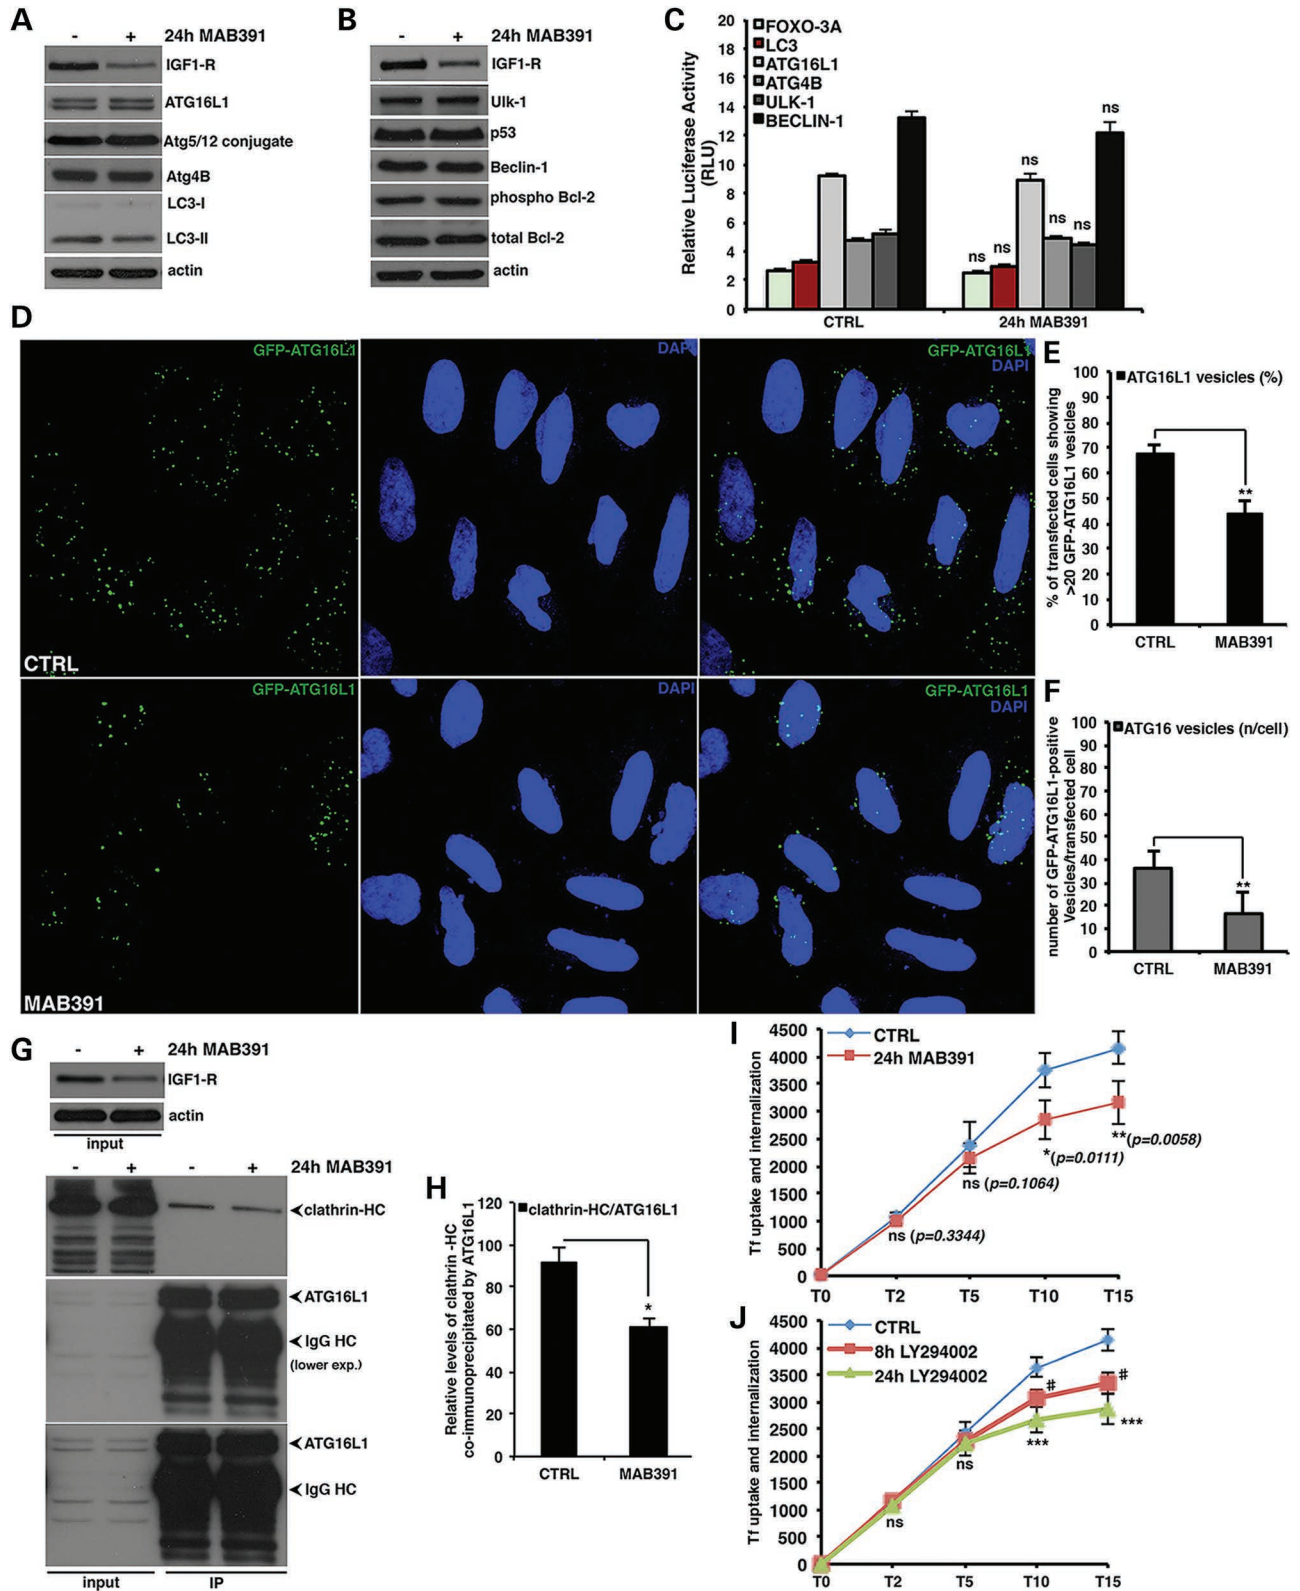 A
- + 24h MAB391
IGF1-R
ATG16L1
Atg5/12 conjugate
Atg4B
LC3-I
LC3-II
actin
B
- + 24h MAB391
IGF1-R
Ulk-1
p53
Beclin-1
phospho Bcl-2
total Bcl-2
actin
C
Relative Luciferase Activity
(RLU)
20
18
16
14
12
10
8
6
4
2
0
FOXO-3A
LC3
ATG16L1
ATG4B
ULK-1
BECLIN-1
ns ns ns ns ns ns
CTRL 24h MAB391
D
GFP-ATG16L1
DAPI
GFP-ATG16L1
DAPI
CTRL
GFP-ATG16L1
DAPI
GFP-ATG16L1
DAPI
MAB391
E
% of transfected cells showing
>20 GFP-ATG16L1 vesicles
100
90
80
70
60
50
40
30
20
10
0
ATG16L1 vesicles (%)
**
CTRL MAB391
F
number of GFP-ATG16L1-positive
Vesicles/transfected cell
100
90
80
70
60
50
40
30
20
10
0
ATG16 vesicles (n/cell)
**
CTRL MAB391
G
- + 24h MAB391
IGF1-R
actin
input
- + - + 24h MAB391
clathrin-HC
ATG16L1
IgG HC
(lower exp.)
ATG16L1
IgG HC
input IP
H
Relative levels of clathrin -HC
co-immunoprecipitated by ATG16L1
120
100
80
60
40
20
0
clathrin-HC/ATG16L1
*
CTRL MAB391
I
Tf uptake and internalization
4500
4000
3500
3000
2500
2000
1500
1000
500
0
CTRL
24h MAB391
ns (p=0.3344)
ns (p=0.1064)
*(p=0.0111)
**(p=0.0058)
T0 T2 T5 T10 T15
J
Tf uptake and internalization
4500
4000
3500
3000
2500
2000
1500
1000
500
0
CTRL
8h LY294002
24h LY294002
ns
ns
#
***
#
***
T0 T2 T5 T10 T15